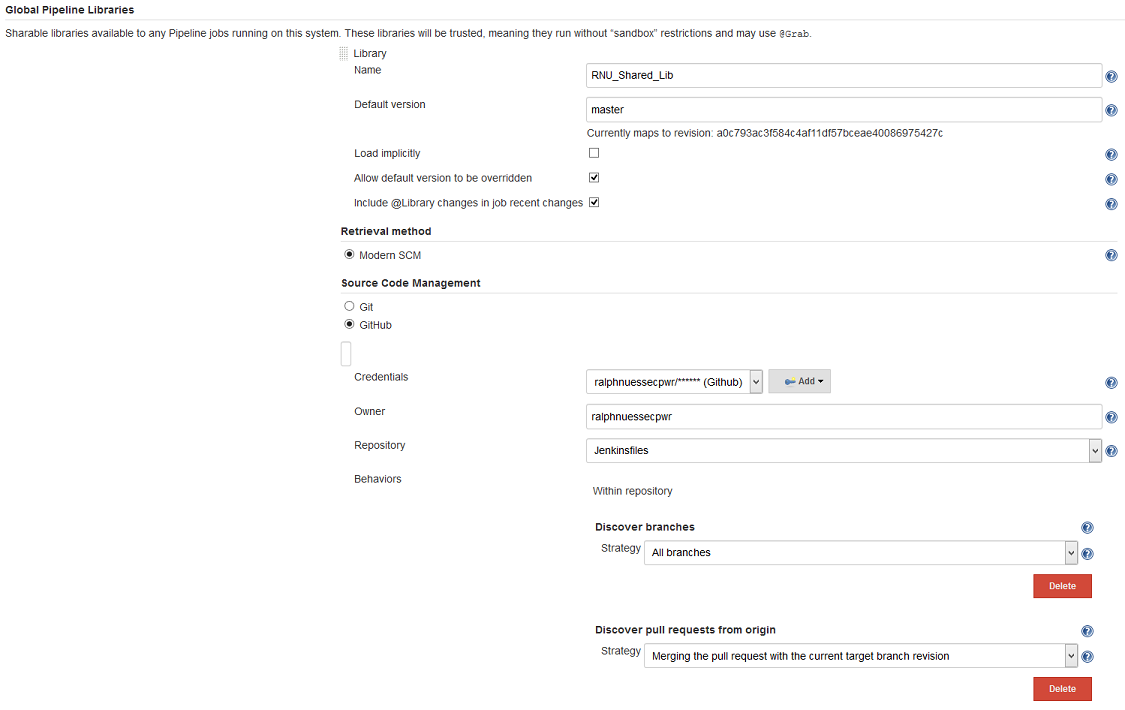 Global Pipeline Libraries
Sharable libraries available to any Pipeline jobs running on this system. These libraries will be trusted, meaning they run without “sandbox” restrictions and may use @Grab.
Library
Name
RNU_Shared_Lib
Default version
master
Currently maps to revision: a0c793ac3f584c4af11df57bceae40086975427c
Load implicitly
Allow default version to be overridden
Include @Library changes in job recent changes
Retrieval method
Modern SCM
Source Code Management
Git
GitHub
Credentials
ralphnuessecpwr/****** (Github)
Add
Owner
ralphnuessecpwr
Repository
Jenkinsfiles
Behaviors
Within repository
Discover branches
Strategy
All branches
Delete
Discover pull requests from origin
Strategy
Merging the pull request with the current target branch revision
Delete